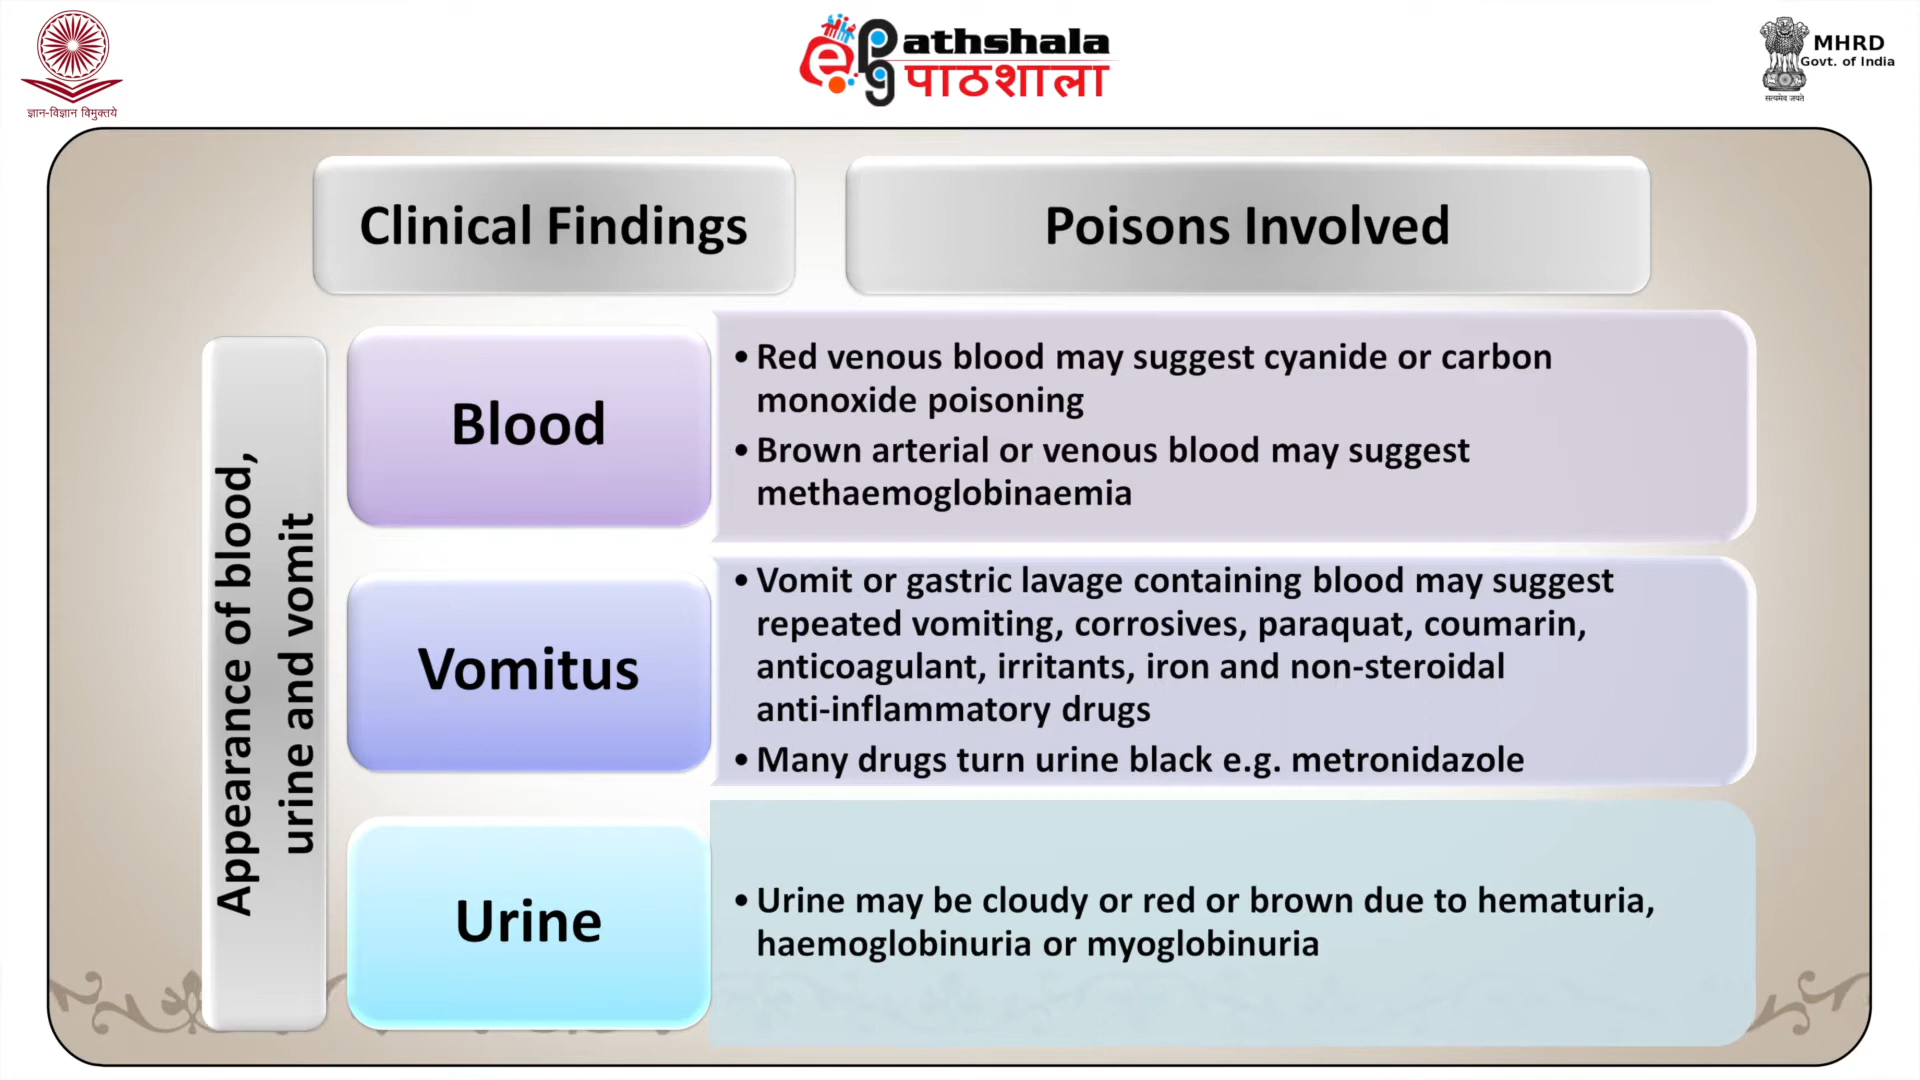 ज्ञान-विज्ञान विमुक्तये
ePg
athshala
पाठशाला
MHRD
Govt. of India
सत्यमेव जयते
Clinical Findings
Poisons Involved
Appearance of blood,
urine and vomit
Blood
• Red venous blood may suggest cyanide or carbon
monoxide poisoning
• Brown arterial or venous blood may suggest
methaemoglobinaemia
Vomitus
• Vomit or gastric lavage containing blood may suggest
repeated vomiting, corrosives, paraquat, coumarin,
anticoagulant, irritants, iron and non-steroidal
anti-inflammatory drugs
• Many drugs turn urine black e.g. metronidazole
Urine
• Urine may be cloudy or red or brown due to hematuria,
haemoglobinuria or myoglobinuria